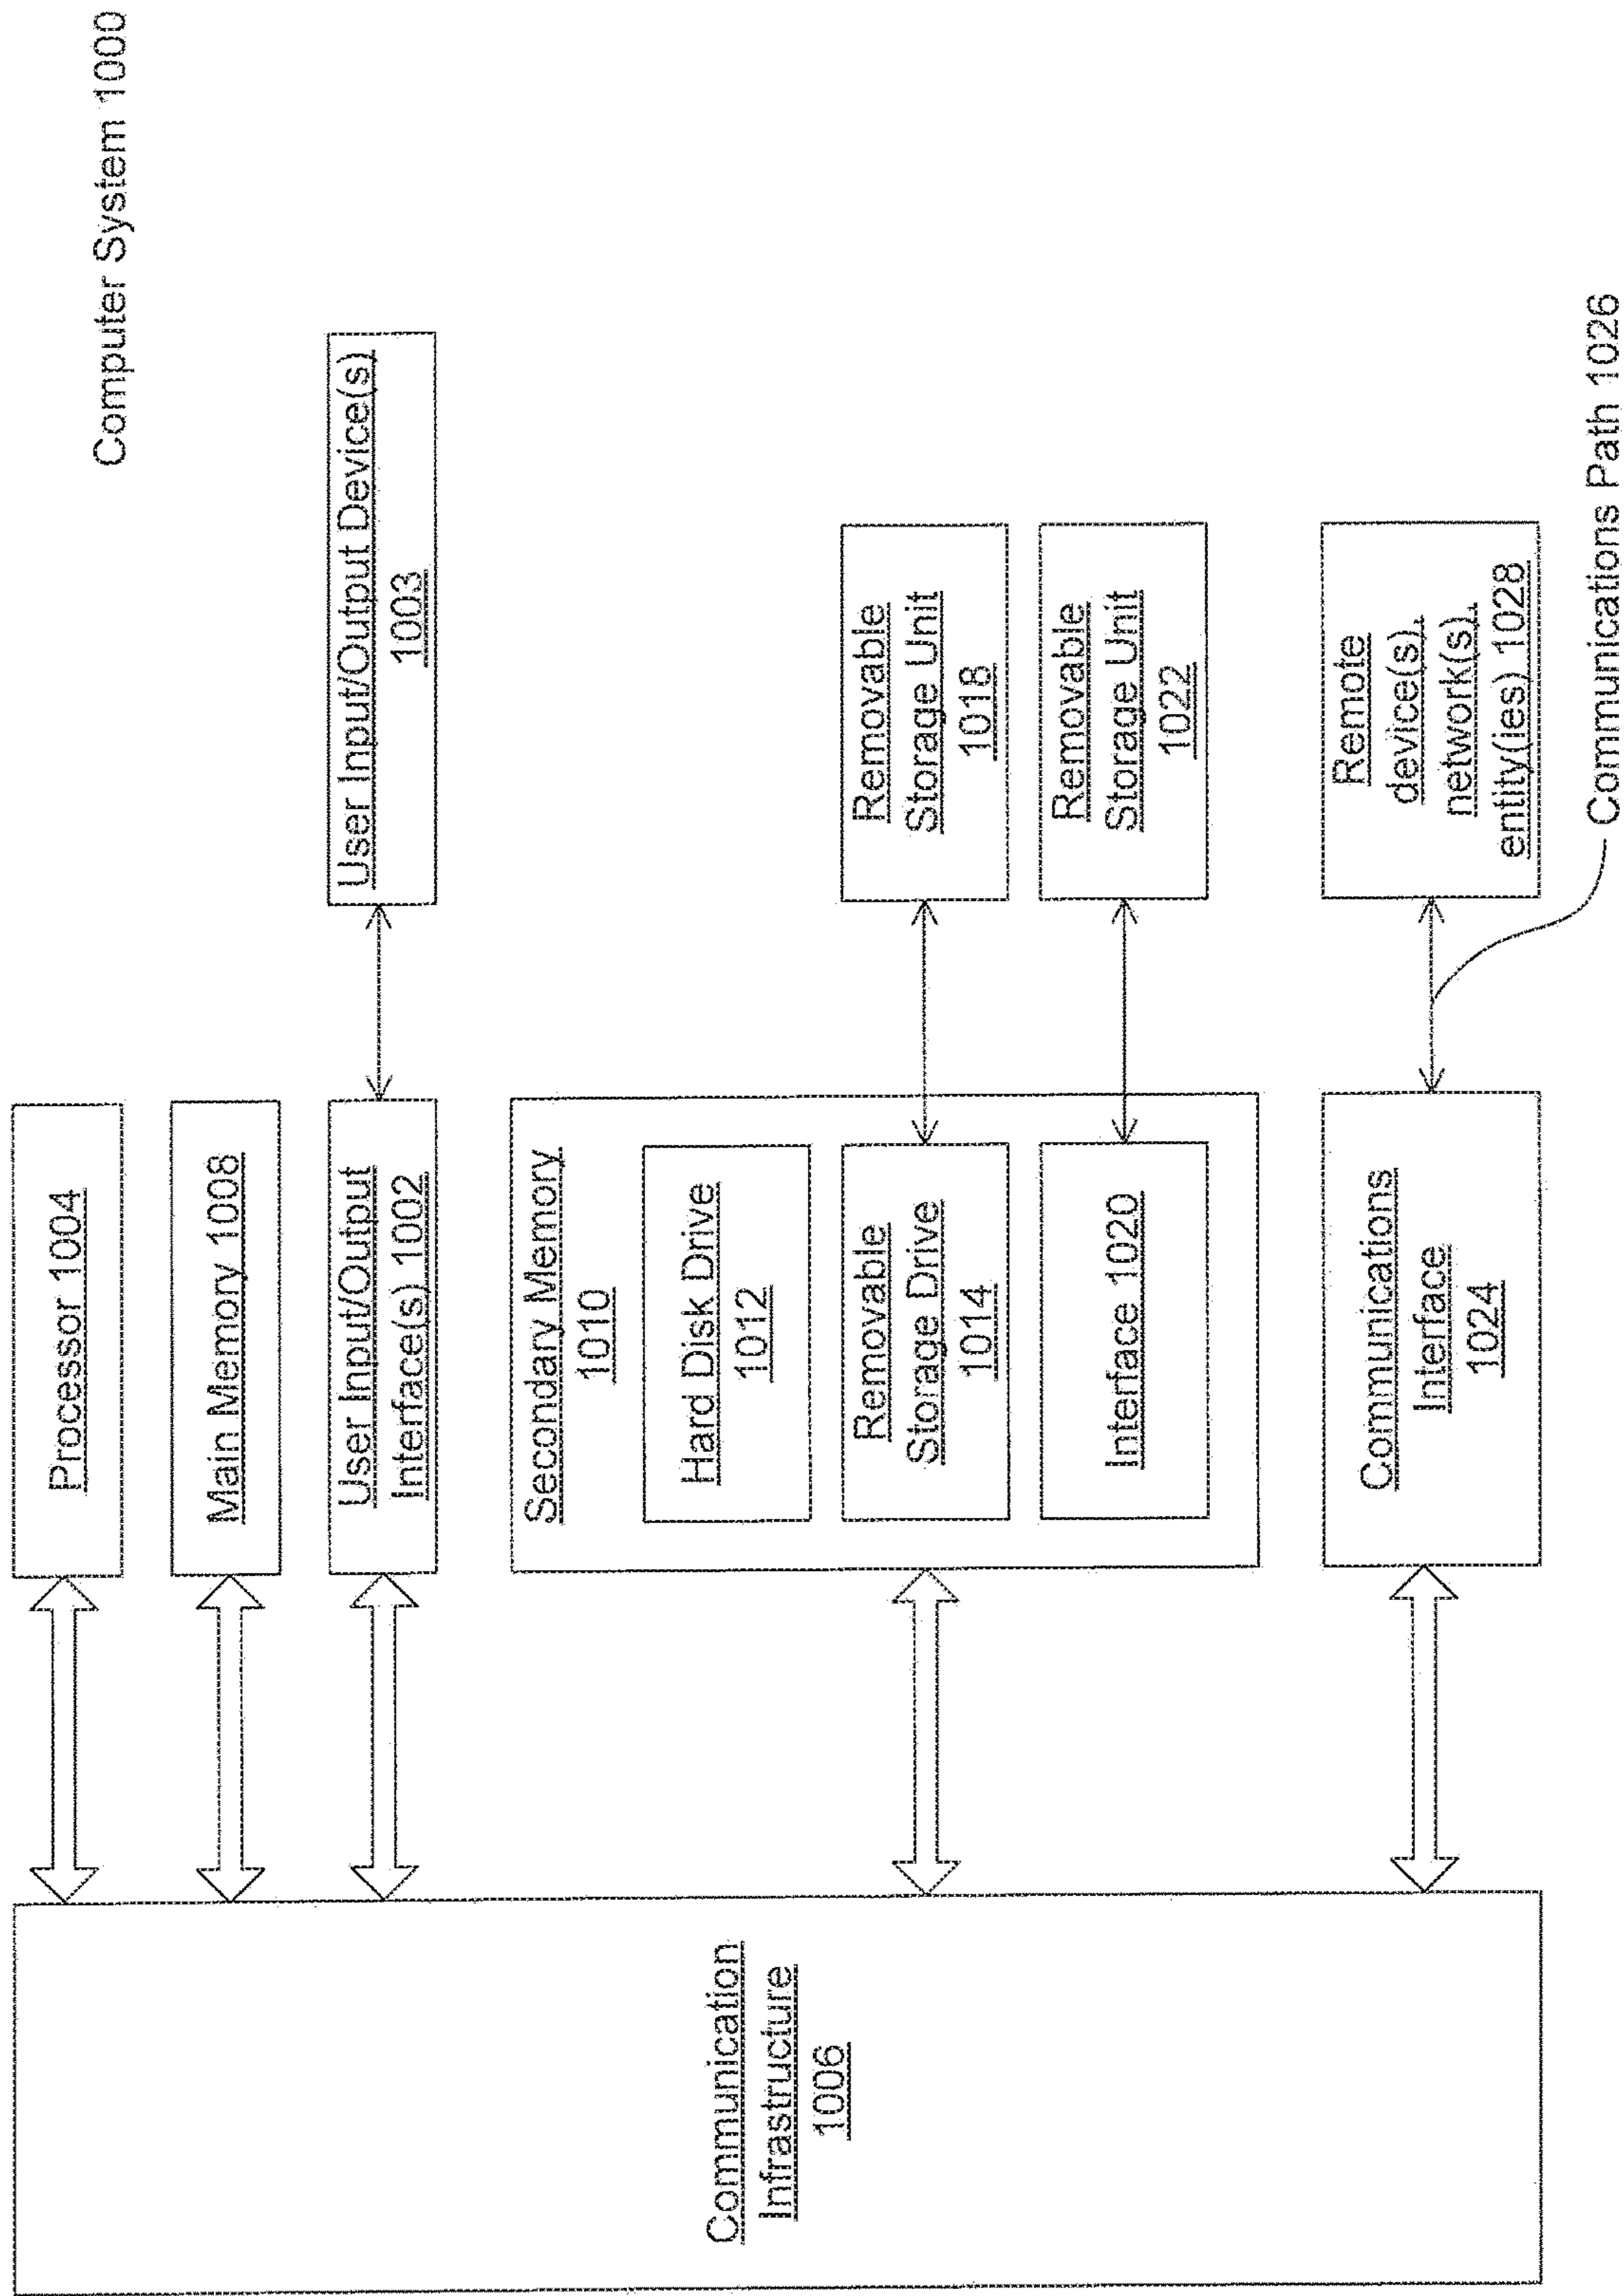 Computer System 1000
Processor 1004
Main Memory 1008
User Input/Output
Interface(s) 1002
User Input/Output Device(s)
1003
Communication
Infrastructure
1006
Secondary Memory
1010
Hard Disk Drive
1012
Removable
Storage Drive
1014
Removable
Storage Unit
1018
Interface 1020
Removable
Storage Unit
1022
Communications
Interface
1024
Remote
device(s),
network(s),
entity(ies) 1028
Communications Path 1026